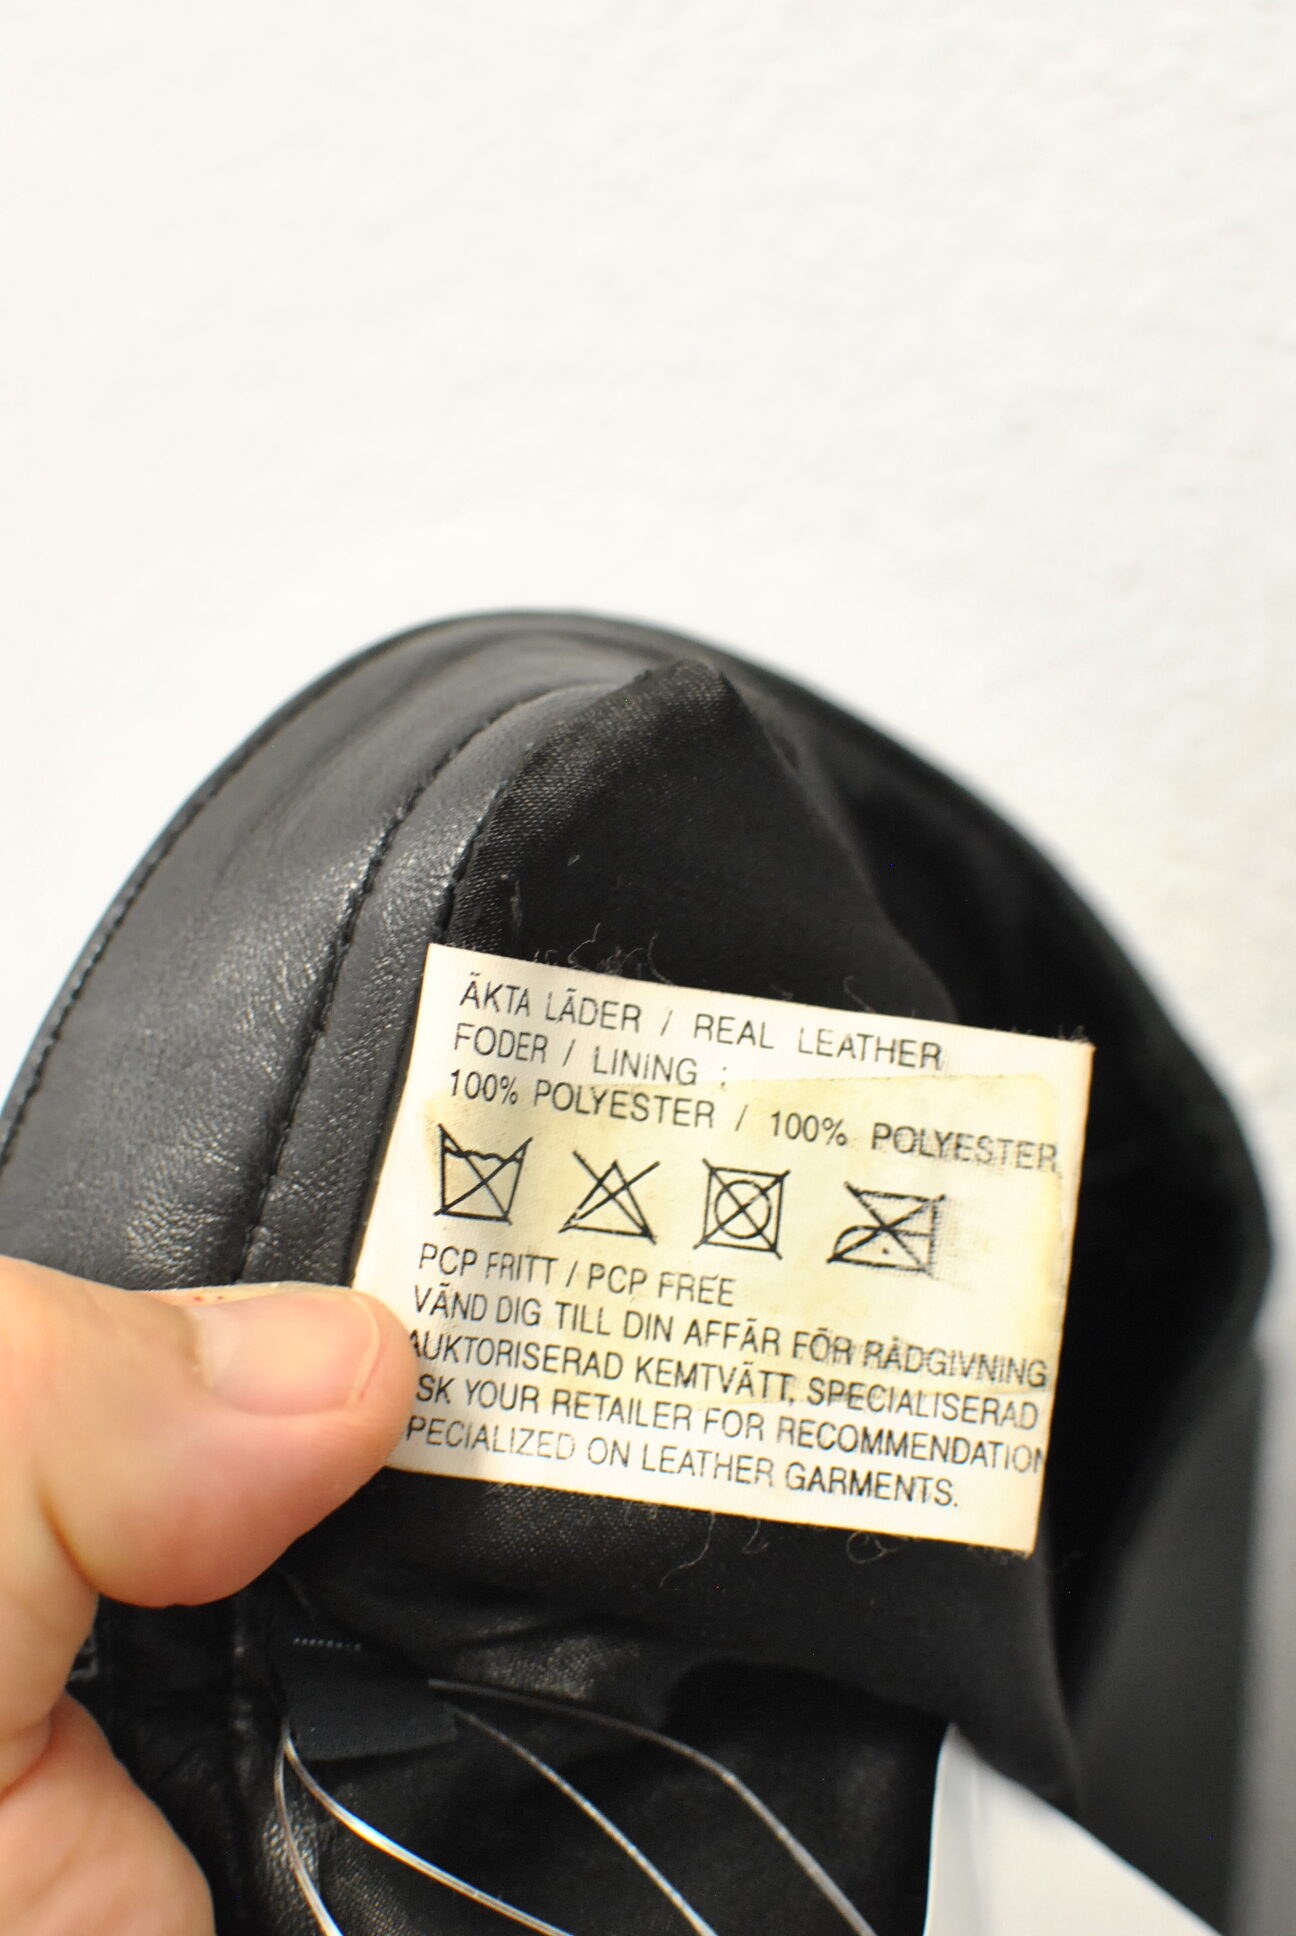 ÄKTA LÄDER / REAL LEATHER
FODER / LINING :
100% POLYESTER / 100% POLYESTER
PCP FRITT / PCP FREE
VÄND DIG TILL DIN AFFÄR FÖR RÅDGIVNING
AUKTORISERAD KEMTVÄTT, SPECIALISERAD
SK YOUR RETAILER FOR RECOMMENDATION
PECIALIZED ON LEATHER GARMENTS.